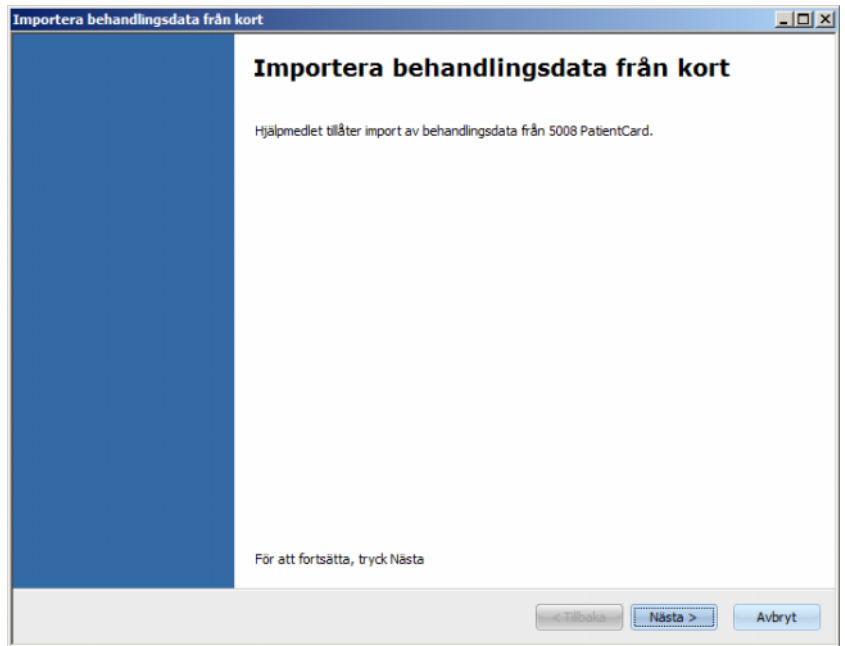 Importera behandlingsdata från kort
Importera behandlingsdata från kort
Hjälpmedlet tillåter import av behandlingsdata från 5008 PatientCard.
För att fortsätta, tryck Nästa
< Tillbaka
Nästa >
Avbryt